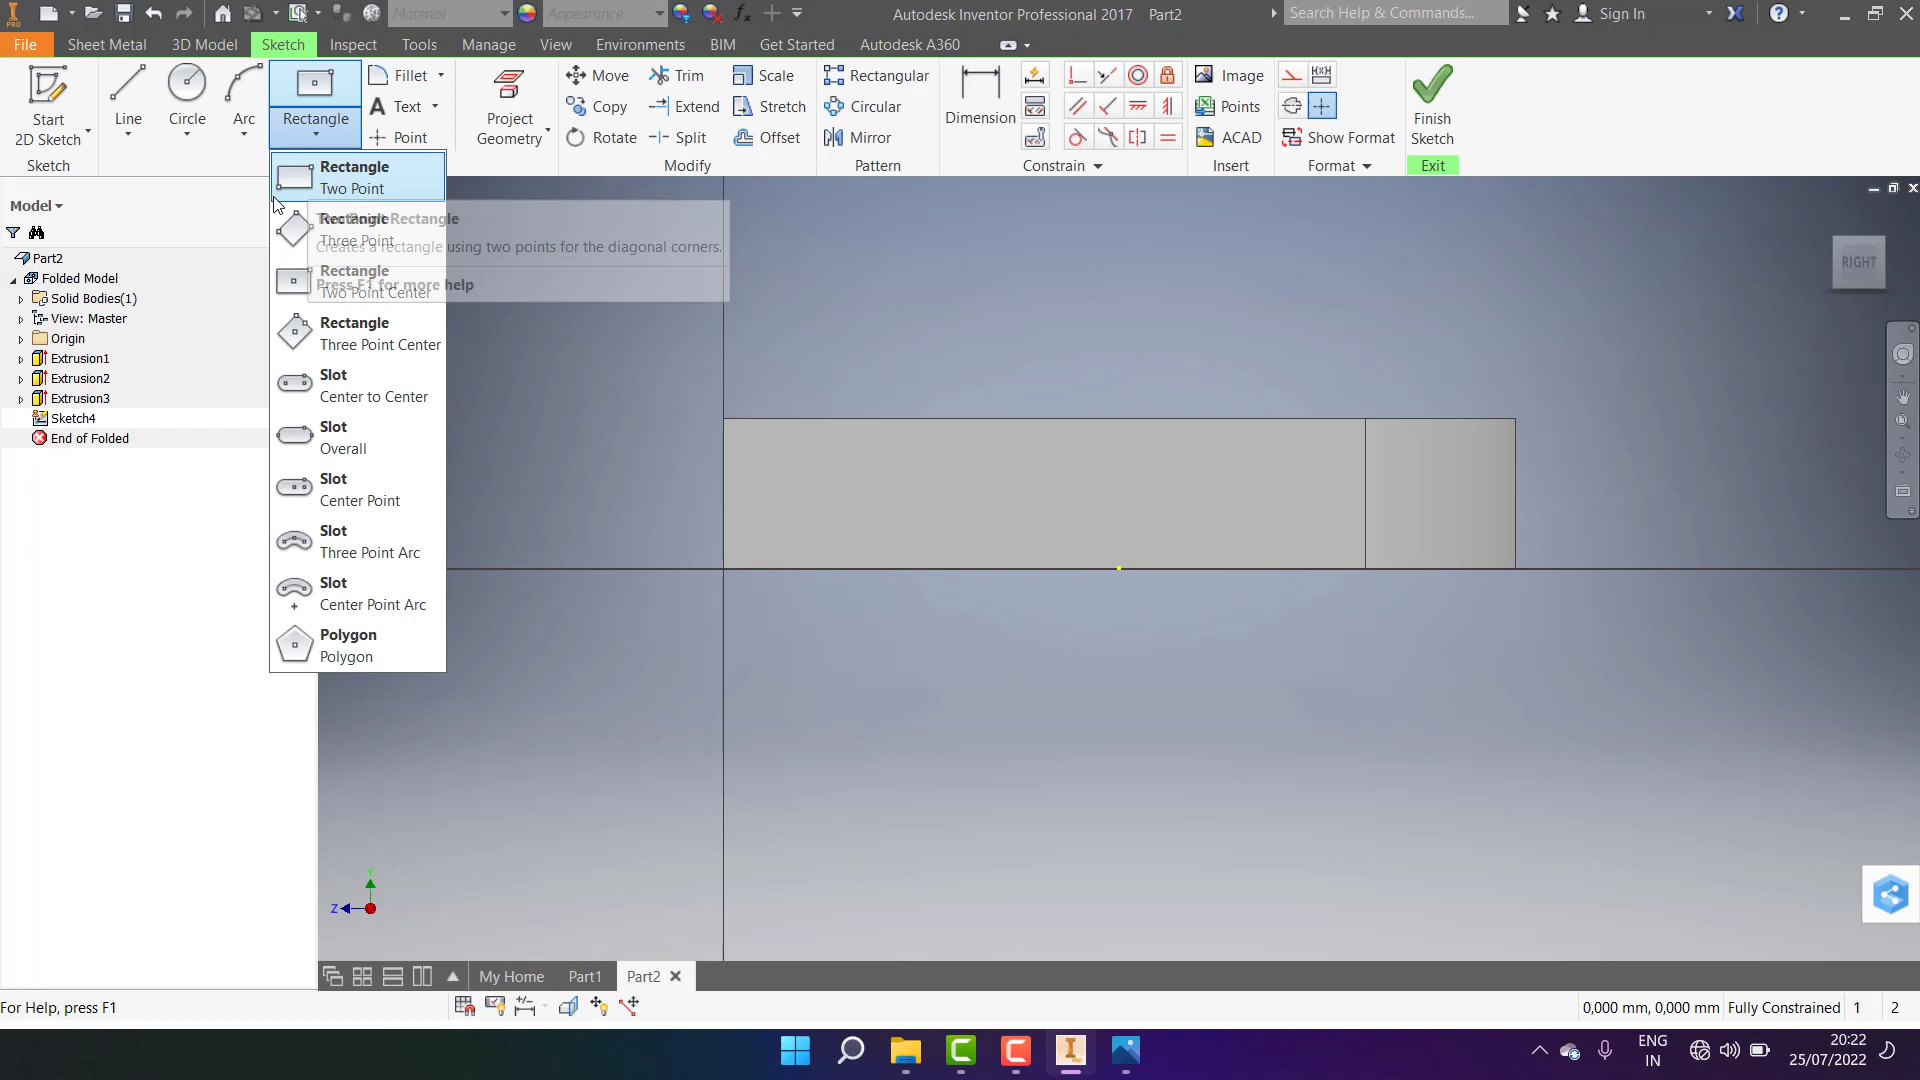 Material
Appearance
Autodesk Inventor Professional 2017 Part2
Search Help & Commands...
Sign In
File
Sheet Metal
3D Model
Sketch
Inspect
Tools
Manage
View
Environments
BIM
Get Started
Autodesk A360
Start
2D Sketch
Line
Circle
Arc
Rectangle
Fillet
Text
Point
Project
Geometry
Move
Copy
Rotate
Trim
Extend
Split
Scale
Stretch
Offset
Rectangular
Circular
Mirror
Dimension
Image
Points
ACAD
Show Format
Finish
Sketch
Sketch
Modify
Pattern
Constrain
Insert
Format
Exit
Model
Part2
Folded Model
Solid Bodies(1)
View: Master
Origin
Extrusion1
Extrusion2
Extrusion3
Sketch4
End of Folded
Rectangle
Two Point
Rectangle
Three Point
Rectangle
Two Point Center
Rectangle
Three Point Center
Slot
Center to Center
Slot
Overall
Slot
Center Point
Slot
Three Point Arc
Slot
Center Point Arc
Polygon
Polygon
Two Point Rectangle
Creates a rectangle using two points for the diagonal corners.
Press F1 for more help
RIGHT
Y
Z
My Home
Part1
Part2
For Help, press F1
0,000 mm, 0,000 mm
Fully Constrained
1
2
ENG
IN
20:22
25/07/2022